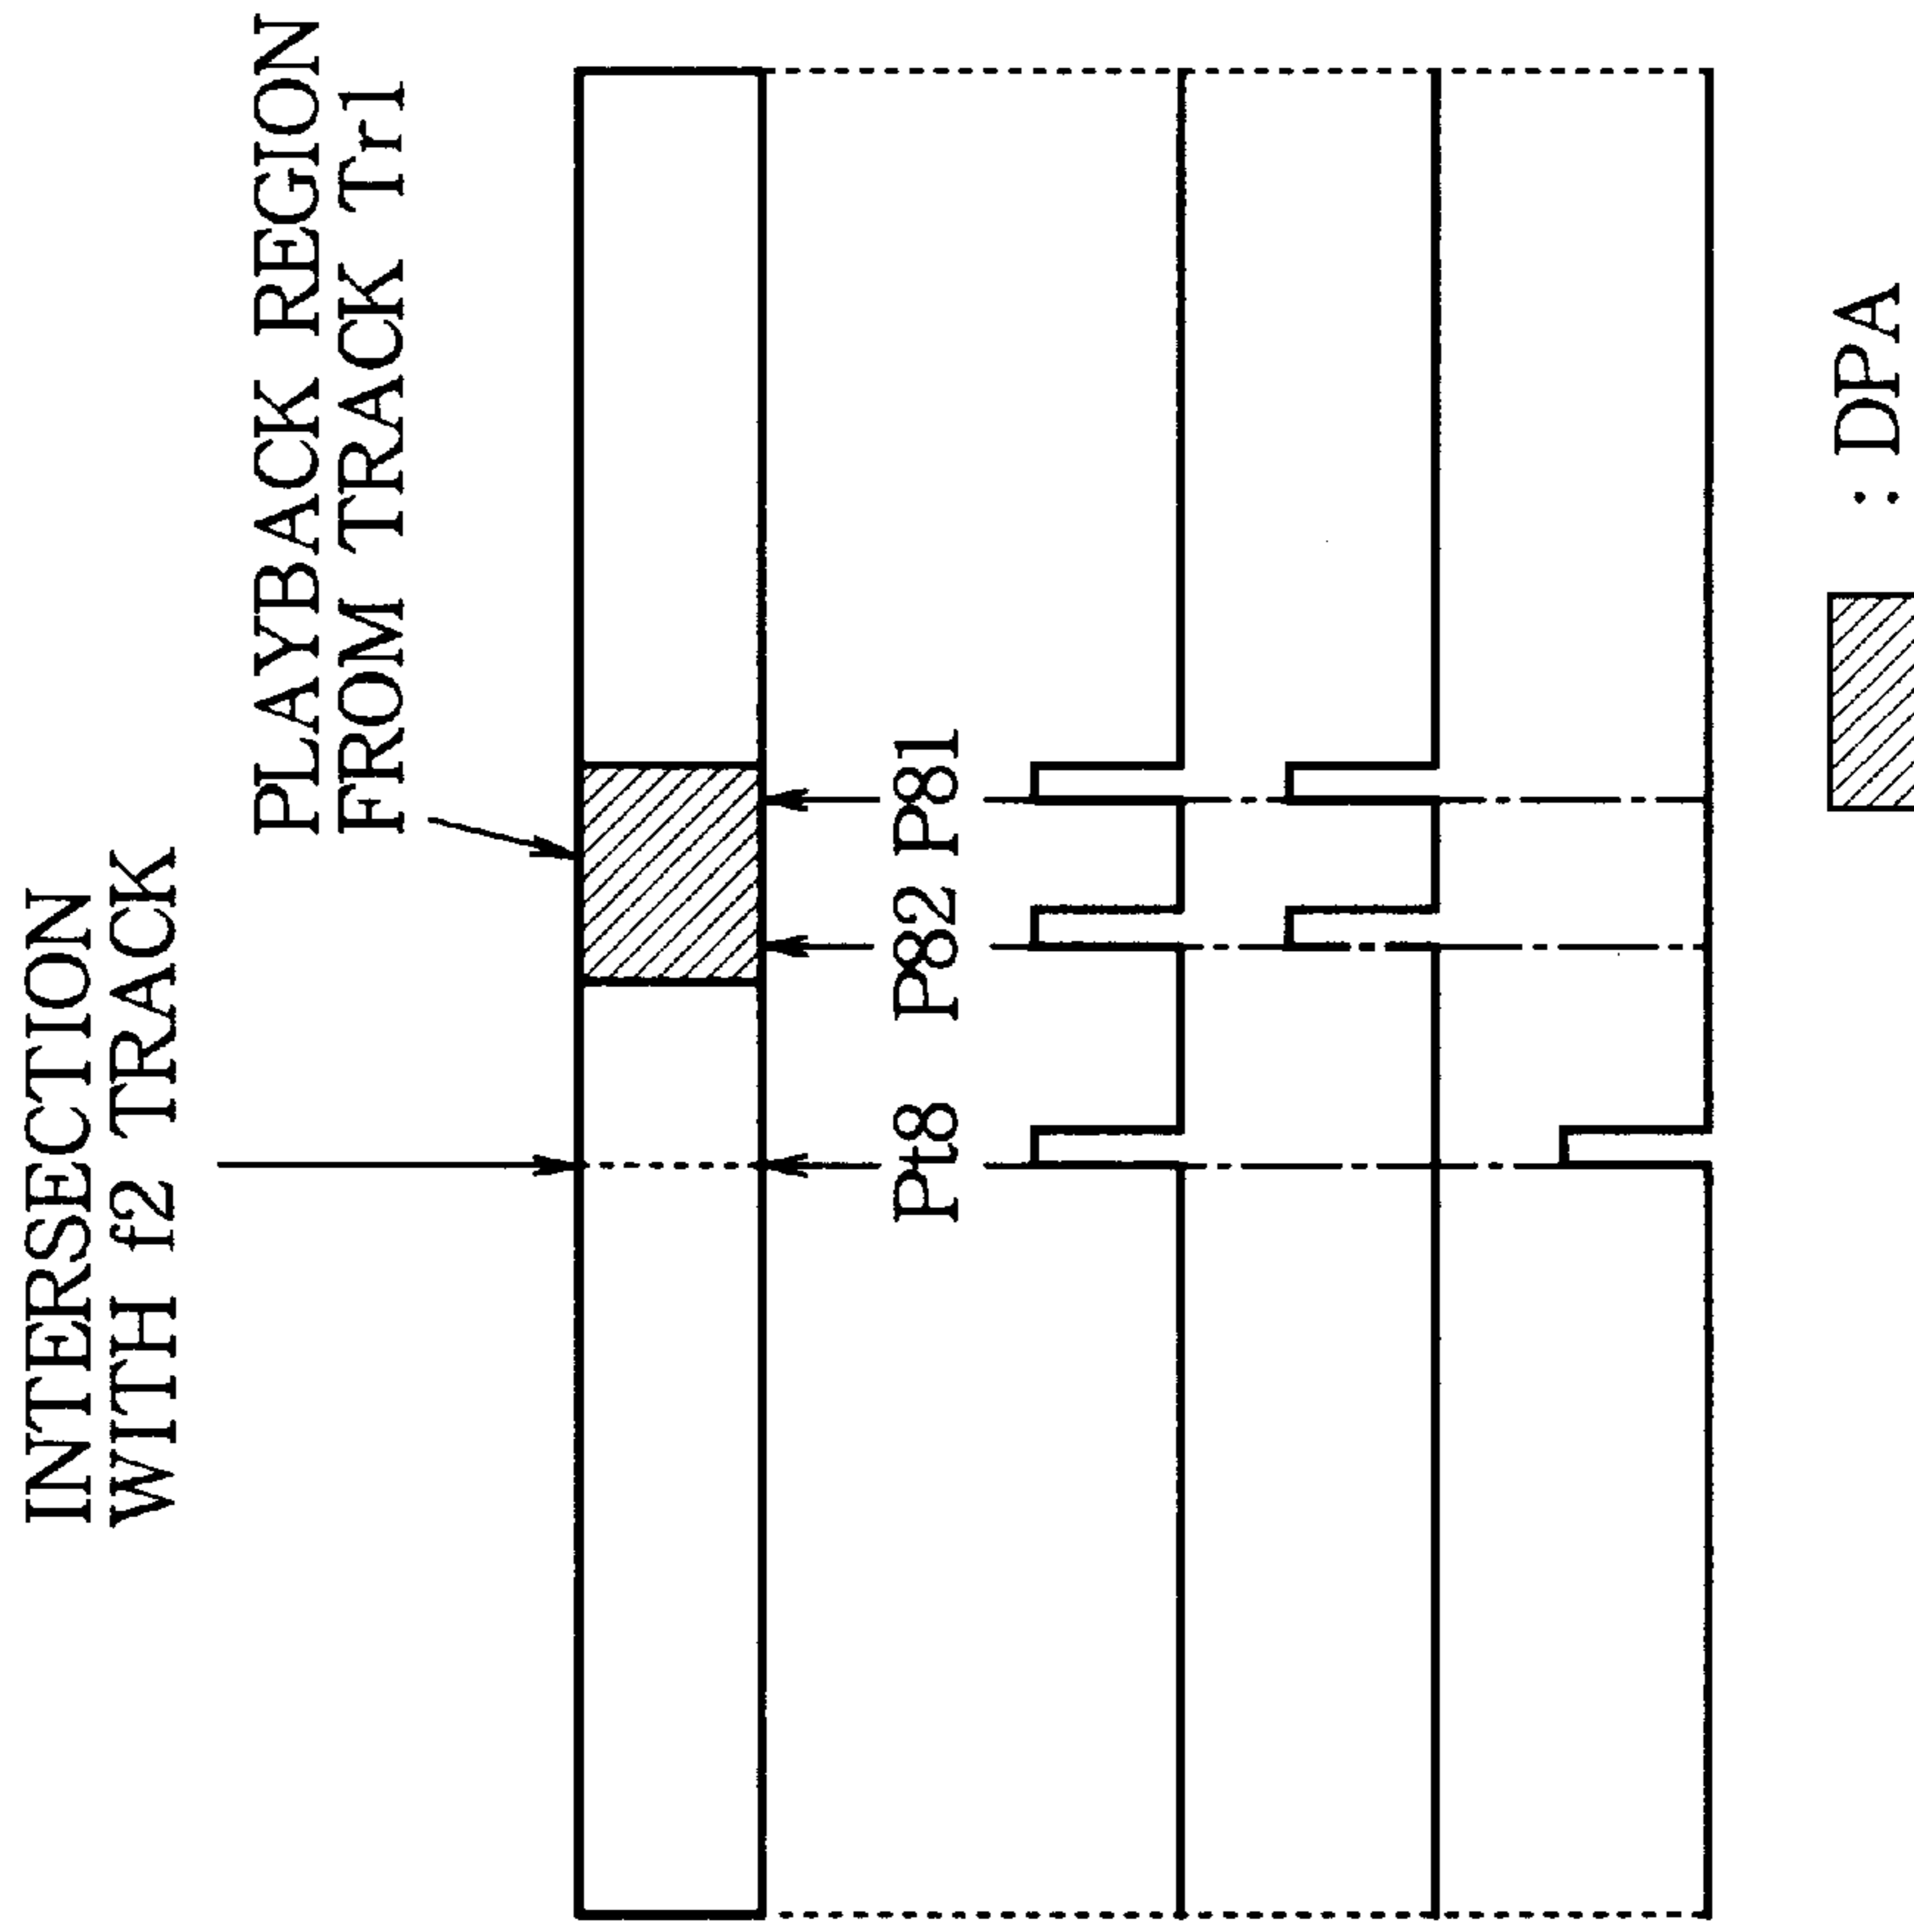 INTERSECTION
WITH f2 TRACK
PLAYBACK REGION
FROM TRACK Tr1
Pt8 P82 P81
: DPA